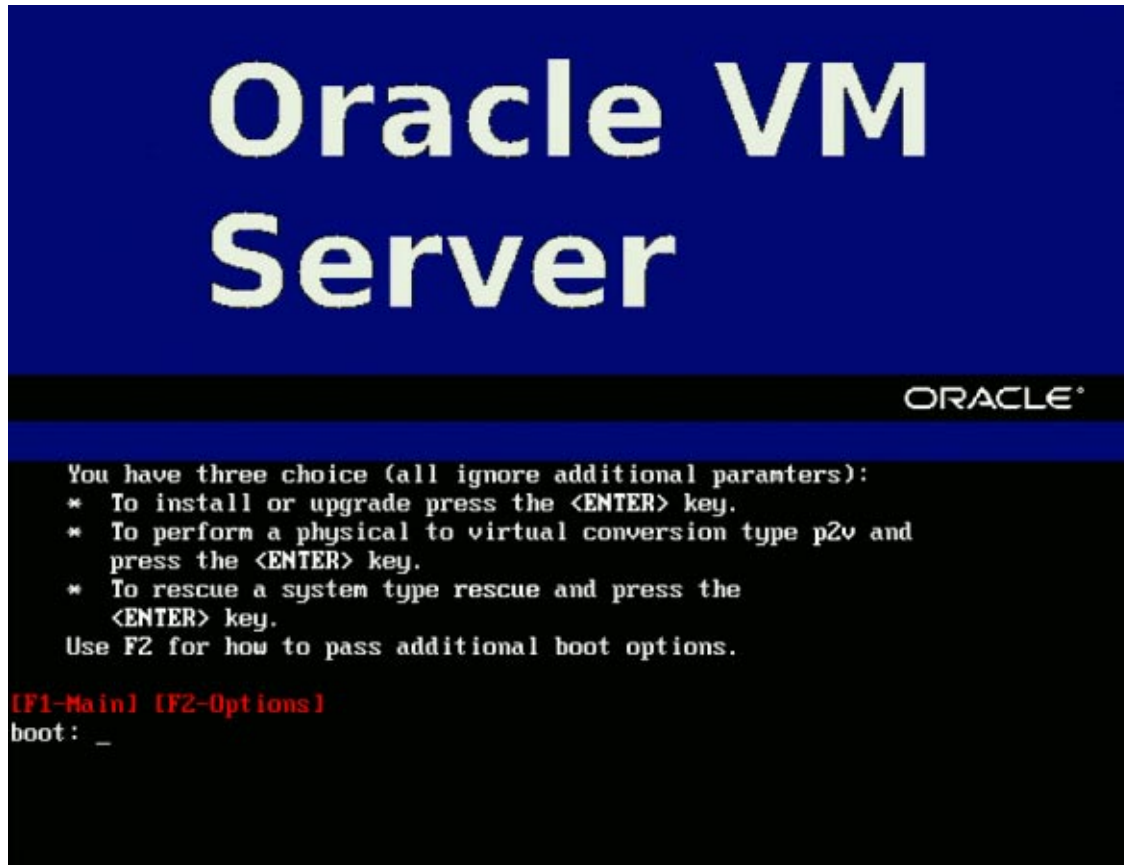 Oracle VM
Server
ORACLE®
You have three choice (all ignore additional paramters):
* To install or upgrade press the <ENTER> key.
* To perform a physical to virtual conversion type p2v and
press the <ENTER> key.
* To rescue a system type rescue and press the
<ENTER> key.
Use F2 for how to pass additional boot options.
[F1-Main] [F2-Options]
boot: _